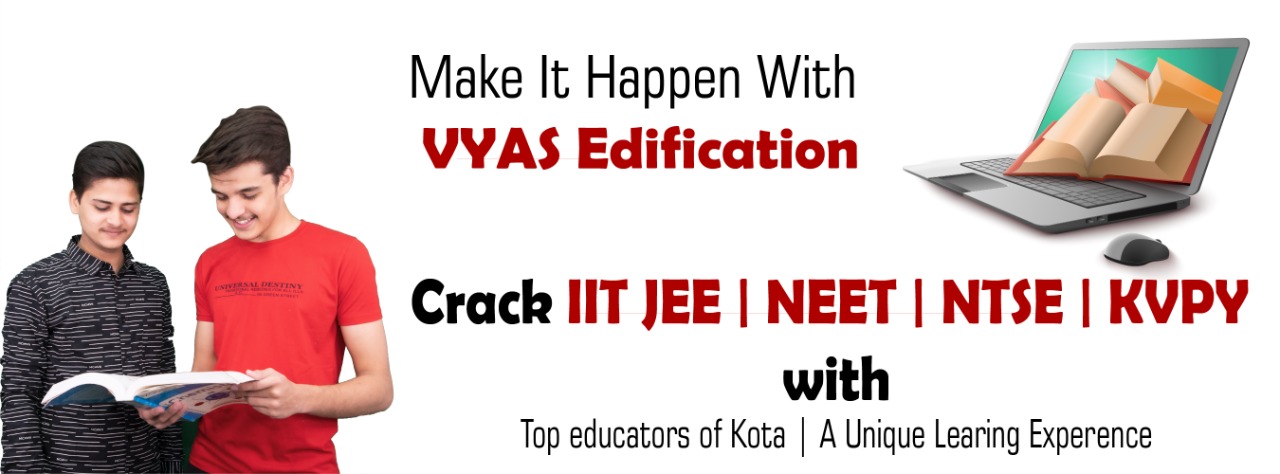 Make It Happen With
VYAS Edification
UNIVERSAL DESTINY
Crack IIT JEE | NEET | NTSE | KVPY
with
Top educators of Kota | A Unique Learing Experence